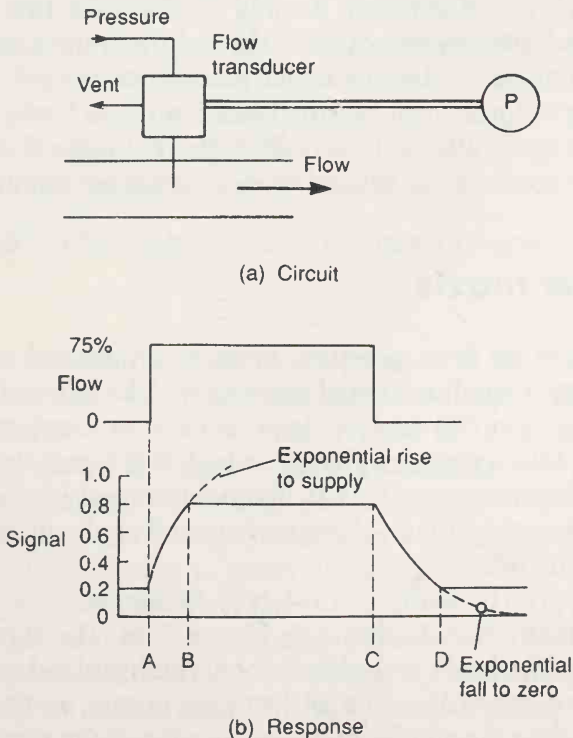 Pressure
Flow
transducer
Vent
P
Flow
(a) Circuit
75%
Flow
0
Exponential rise
to supply
1.0
0.8
0.6
Signal
0.4
0.2
0
A
B
C
D
Exponential
fall to zero
(b) Response